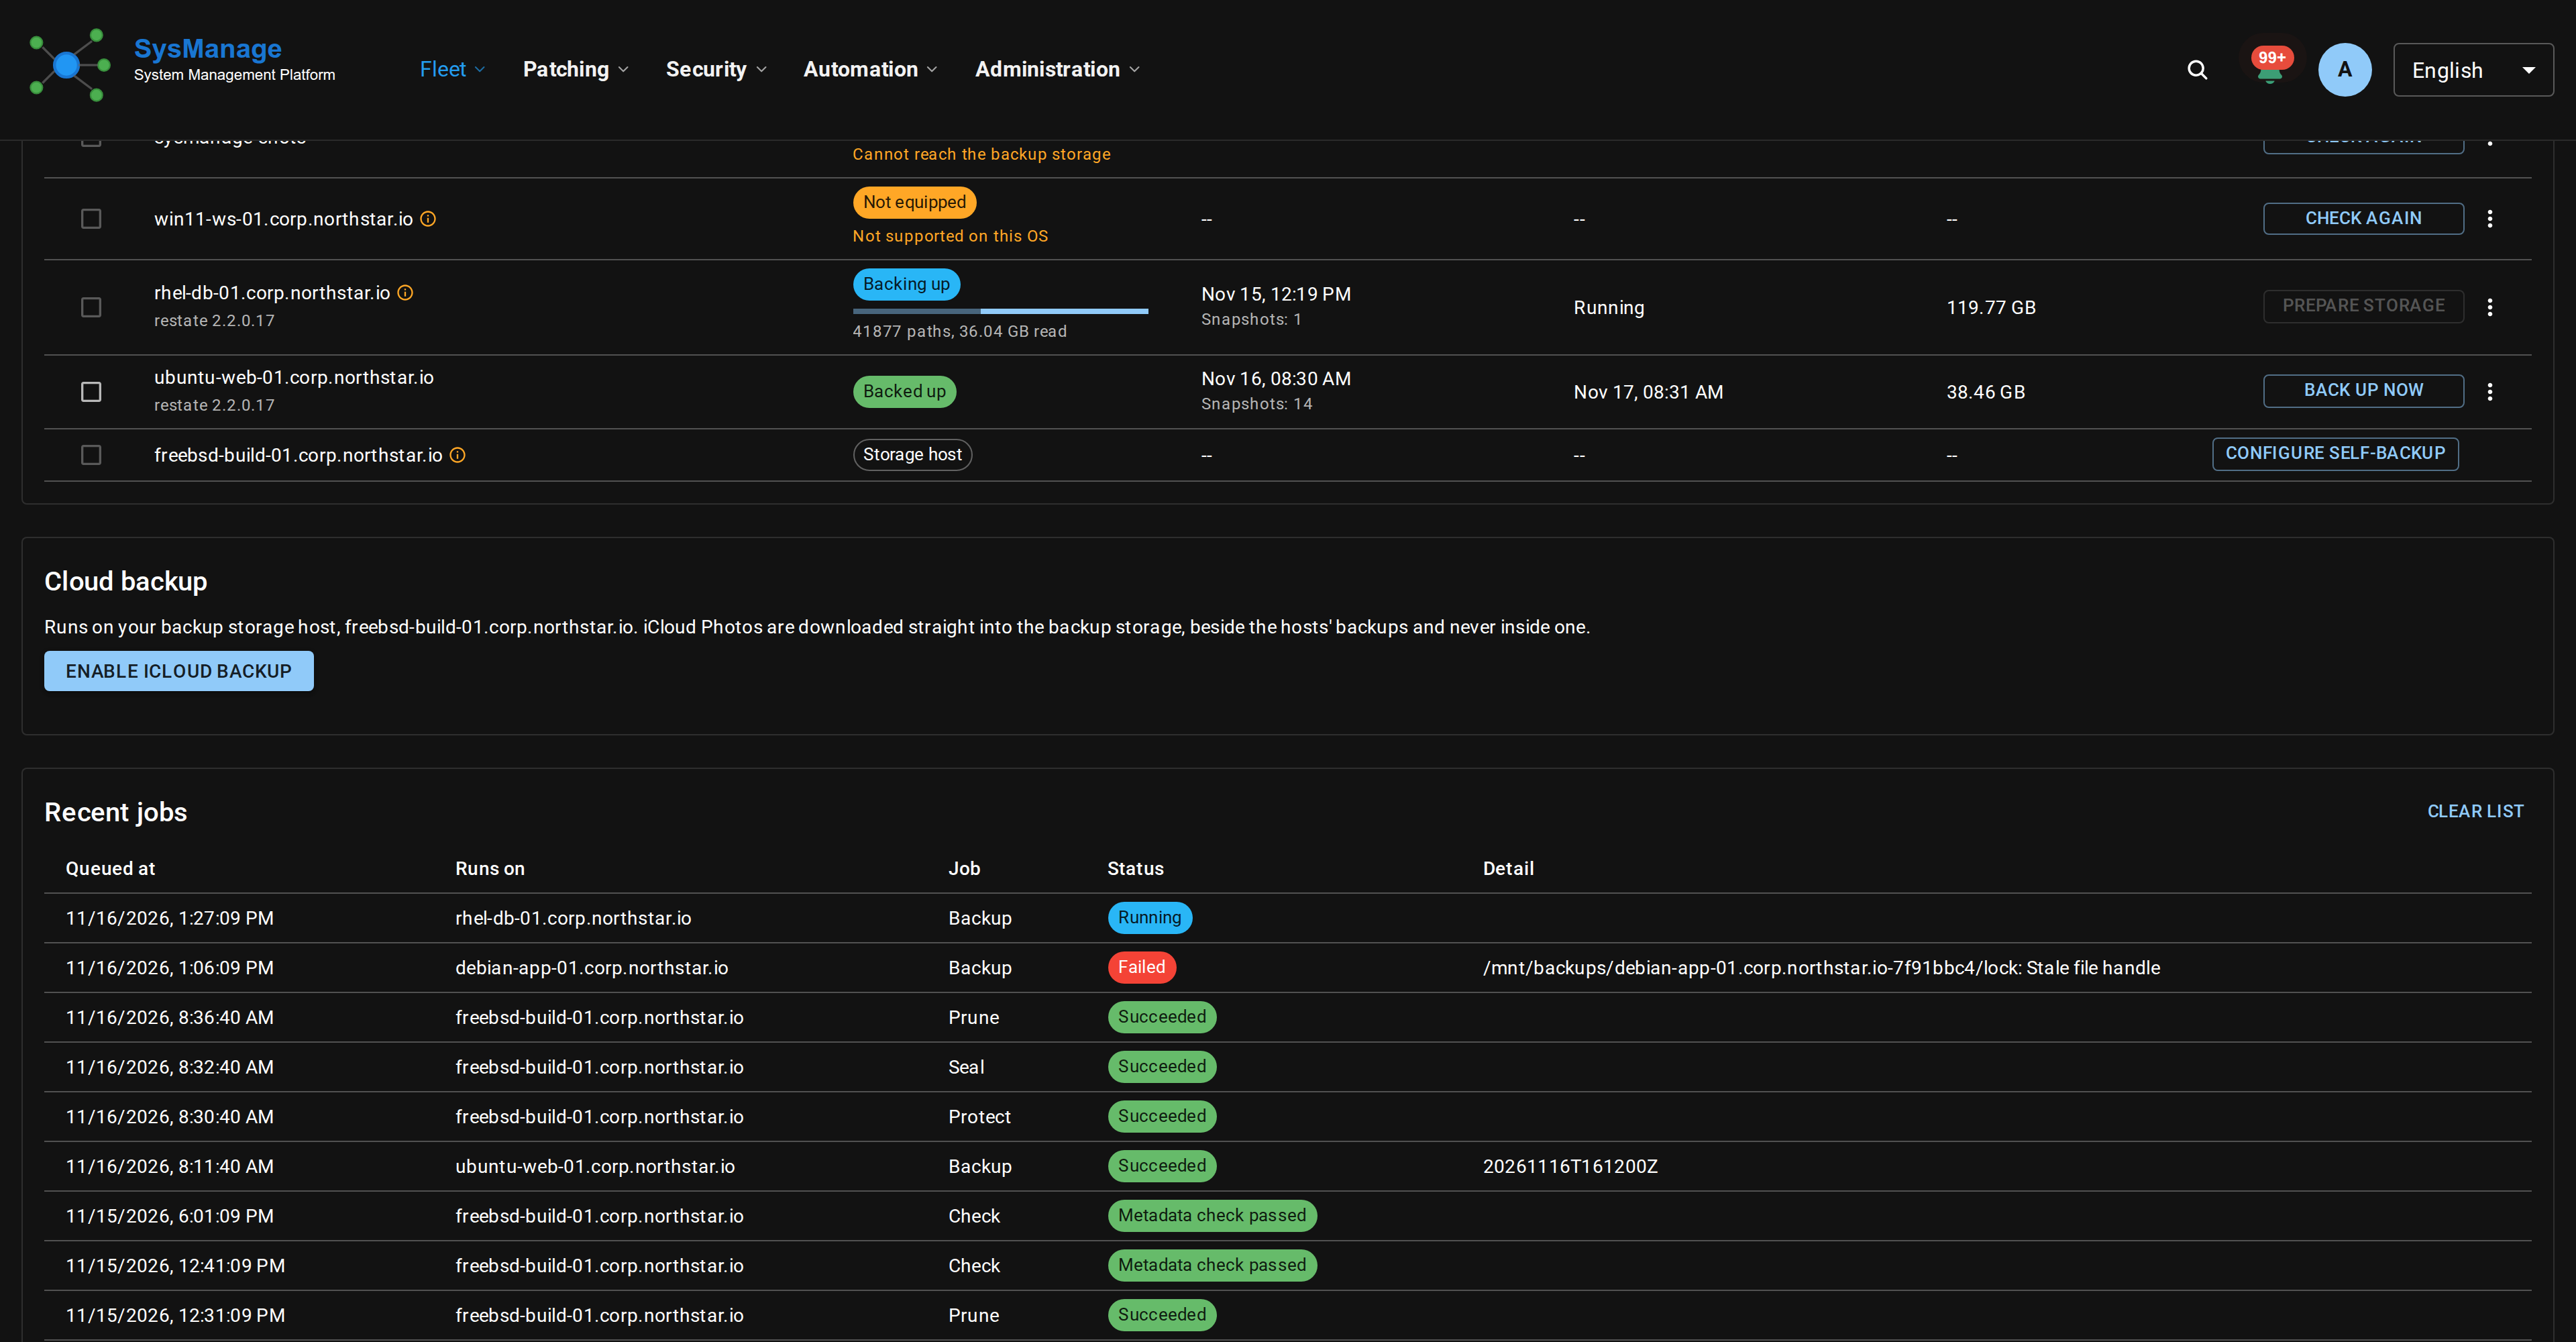 SysManage
System Management Platform
Fleet
Patching
Security
Automation
Administration
99+
A
English
Cannot reach the backup storage
win11-ws-01.corp.northstar.io
Not equipped
Not supported on this OS
--
--
--
CHECK AGAIN
rhel-db-01.corp.northstar.io
restate 2.2.0.17
Backing up
41877 paths, 36.04 GB read
Nov 15, 12:19 PM
Snapshots: 1
Running
119.77 GB
PREPARE STORAGE
ubuntu-web-01.corp.northstar.io
restate 2.2.0.17
Backed up
Nov 16, 08:30 AM
Snapshots: 14
Nov 17, 08:31 AM
38.46 GB
BACK UP NOW
freebsd-build-01.corp.northstar.io
Storage host
--
--
--
CONFIGURE SELF-BACKUP
Cloud backup
Runs on your backup storage host, freebsd-build-01.corp.northstar.io. iCloud Photos are downloaded straight into the backup storage, beside the hosts' backups and never inside one.
ENABLE ICLOUD BACKUP
Recent jobs
CLEAR LIST
Queued at Runs on Job Status Detail
11/16/2026, 1:27:09 PM rhel-db-01.corp.northstar.io Backup Running
11/16/2026, 1:06:09 PM debian-app-01.corp.northstar.io Backup Failed /mnt/backups/debian-app-01.corp.northstar.io-7f91bbc4/lock: Stale file handle
11/16/2026, 8:36:40 AM freebsd-build-01.corp.northstar.io Prune Succeeded
11/16/2026, 8:32:40 AM freebsd-build-01.corp.northstar.io Seal Succeeded
11/16/2026, 8:30:40 AM freebsd-build-01.corp.northstar.io Protect Succeeded
11/16/2026, 8:11:40 AM ubuntu-web-01.corp.northstar.io Backup Succeeded 20261116T161200Z
11/15/2026, 6:01:09 PM freebsd-build-01.corp.northstar.io Check Metadata check passed
11/15/2026, 12:41:09 PM freebsd-build-01.corp.northstar.io Check Metadata check passed
11/15/2026, 12:31:09 PM freebsd-build-01.corp.northstar.io Prune Succeeded